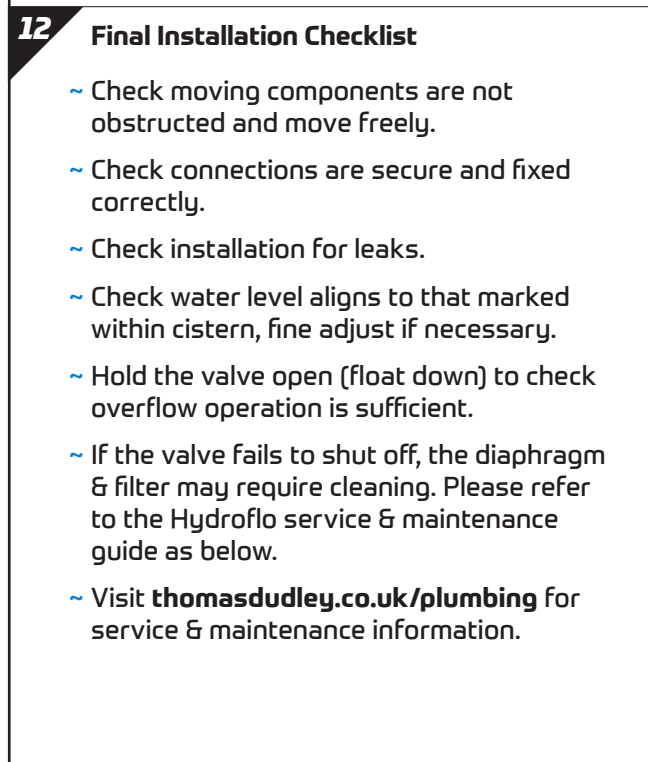 12
Final Installation Checklist
~ Check moving components are not
obstructed and move freely.
~ Check connections are secure and fixed
correctly.
~ Check installation for leaks.
~ Check water level aligns to that marked
within cistern, fine adjust if necessary.
~ Hold the valve open (float down) to check
overflow operation is sufficient.
~ If the valve fails to shut off, the diaphragm
& filter may require cleaning. Please refer
to the Hydroflo service & maintenance
guide as below.
~ Visit thomasdudley.co.uk/plumbing for
service & maintenance information.